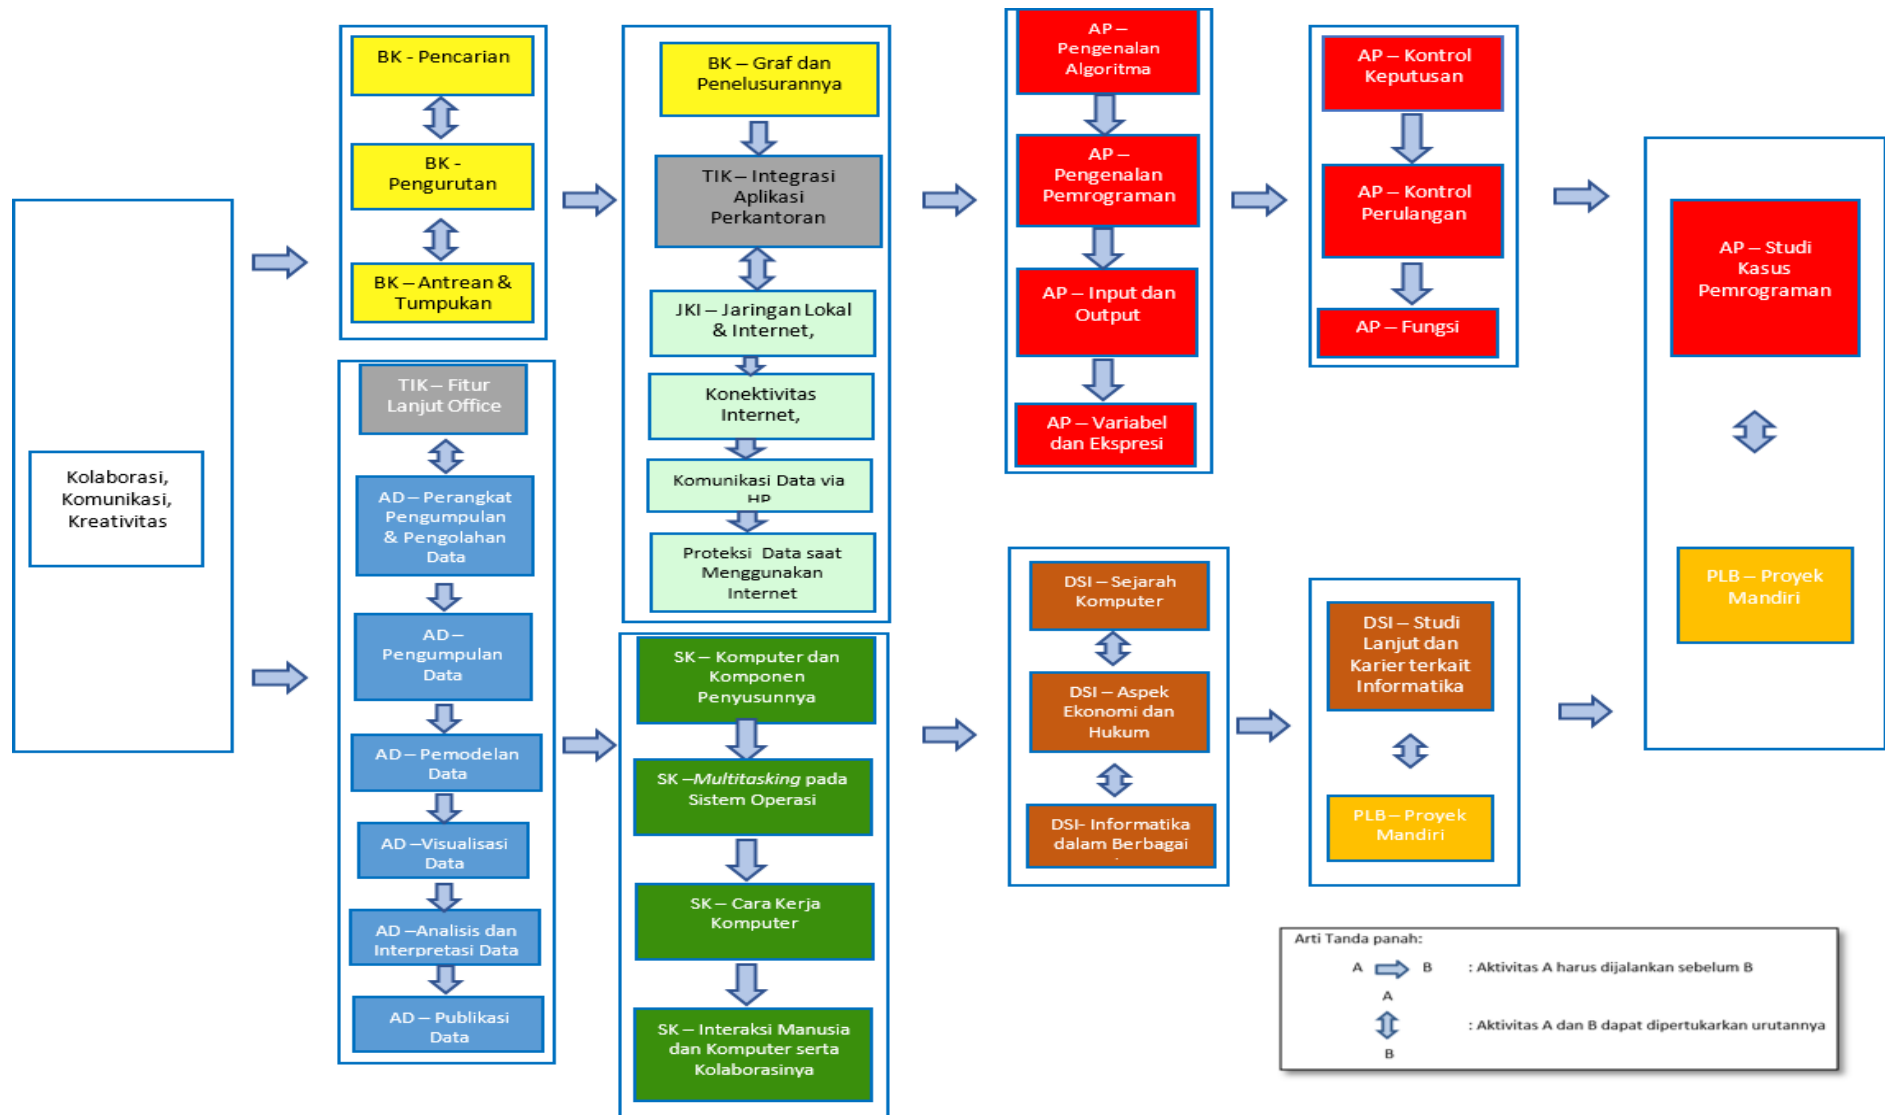 Kolaborasi,
Komunikasi,
Kreativitas
BK - Pencarian
BK -
Pengurutan
BK – Antrean &
Tumpukan
TIK – Fitur
Lanjut Office
AD – Perangkat
Pengumpulan
& Pengolahan
Data
AD –
Pengumpulan
Data
AD – Pemodelan
Data
AD –Visualisasi
Data
AD –Analisis dan
Interpretasi Data
AD – Publikasi
Data
BK – Graf dan
Penelusurannya
TIK – Integrasi
Aplikasi
Perkantoran
JKI – Jaringan Lokal
& Internet,
Konektivitas
Internet,
Komunikasi Data via
HP
Proteksi Data saat
Menggunakan
Internet
SK – Komputer dan
Komponen
Penyusunnya
SK –Multitasking pada
Sistem Operasi
SK – Cara Kerja
Komputer
SK – Interaksi Manusia
dan Komputer serta
Kolaborasinya
AP –
Pengenalan
Algoritma
AP –
Pengenalan
Pemrograman
AP – Input dan
Output
AP – Variabel
dan Ekspresi
DSI – Sejarah
Komputer
DSI – Aspek
Ekonomi dan
Hukum
DSI- Informatika
dalam Berbagai
AP – Kontrol
Keputusan
AP – Kontrol
Perulangan
AP – Fungsi
DSI – Studi
Lanjut dan
Karier terkait
Informatika
PLB – Proyek
Mandiri
AP – Studi
Kasus
Pemrograman
PLB – Proyek
Mandiri
Arti Tanda panah:
A B : Aktivitas A harus dijalankan sebelum B
A
: Aktivitas A dan B dapat dipertukarkan urutannya
B